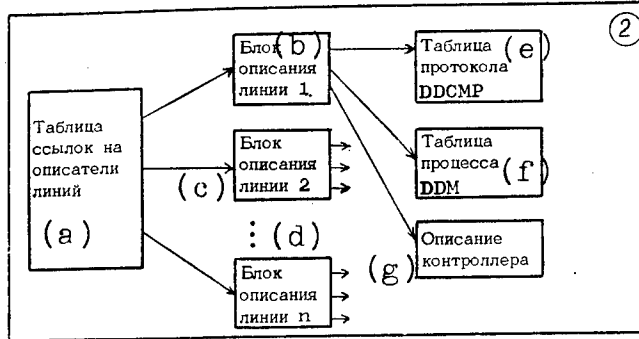 2
Таблица
ссылок на
описатели
линий
(a)
Блок (b)
описания
линии 1.
(c)
Блок
описания
линии 2
⋮ (d)
Блок
описания
линии n
Таблица (e)
протокола
DDCMP
Таблица
процесса (f)
DDM
(g)
Описание
контроллера